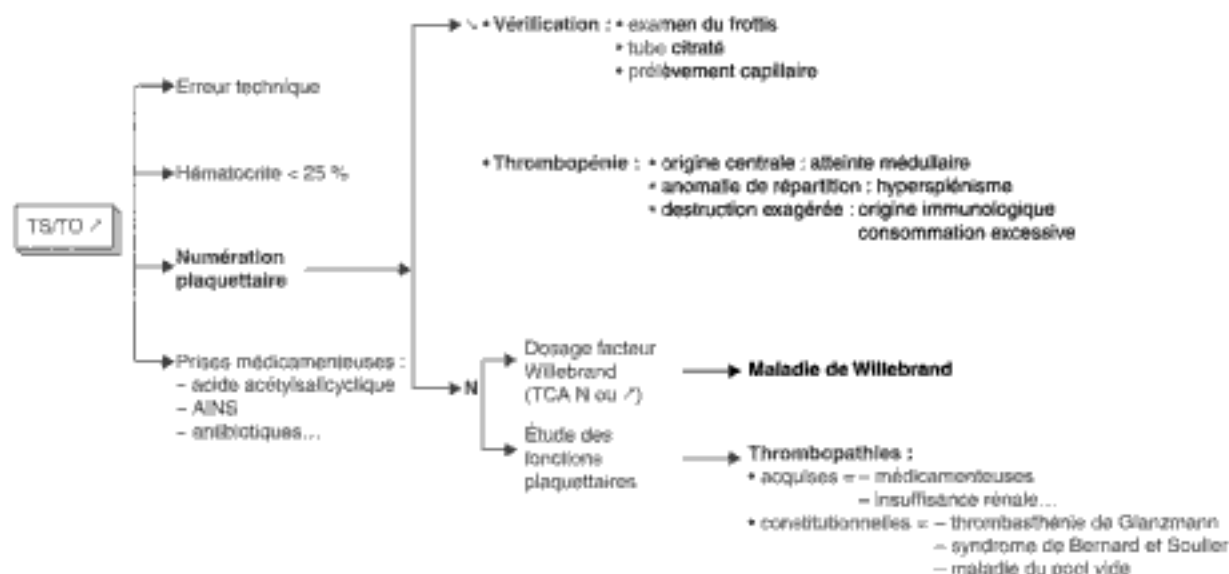 TS/TO ↗
Erreur technique
Hématocrite < 25 %
Numération
plaquettaire
Prises médicamenteuses :
– acide acétylsalicyclique
– AINS
– antibiotiques...
↘ • Vérification : • examen du frottis
• tube citraté
• prélèvement capillaire
• Thrombopénie : • origine centrale : atteinte médullaire
• anomalie de répartition : hypersplénisme
• destruction exagérée : origine immunologique
consommation excessive
N
Dosage facteur
Willebrand
(TCA N ou ↗)
Maladie de Willebrand
Étude des
fonctions
plaquettaires
Thrombopathies :
• acquises = – médicamenteuses
– insuffisance rénale...
• constitutionnelles = – thrombasthénie de Glanzmann
– syndrome de Bernard et Soulier
– maladie du pool vide